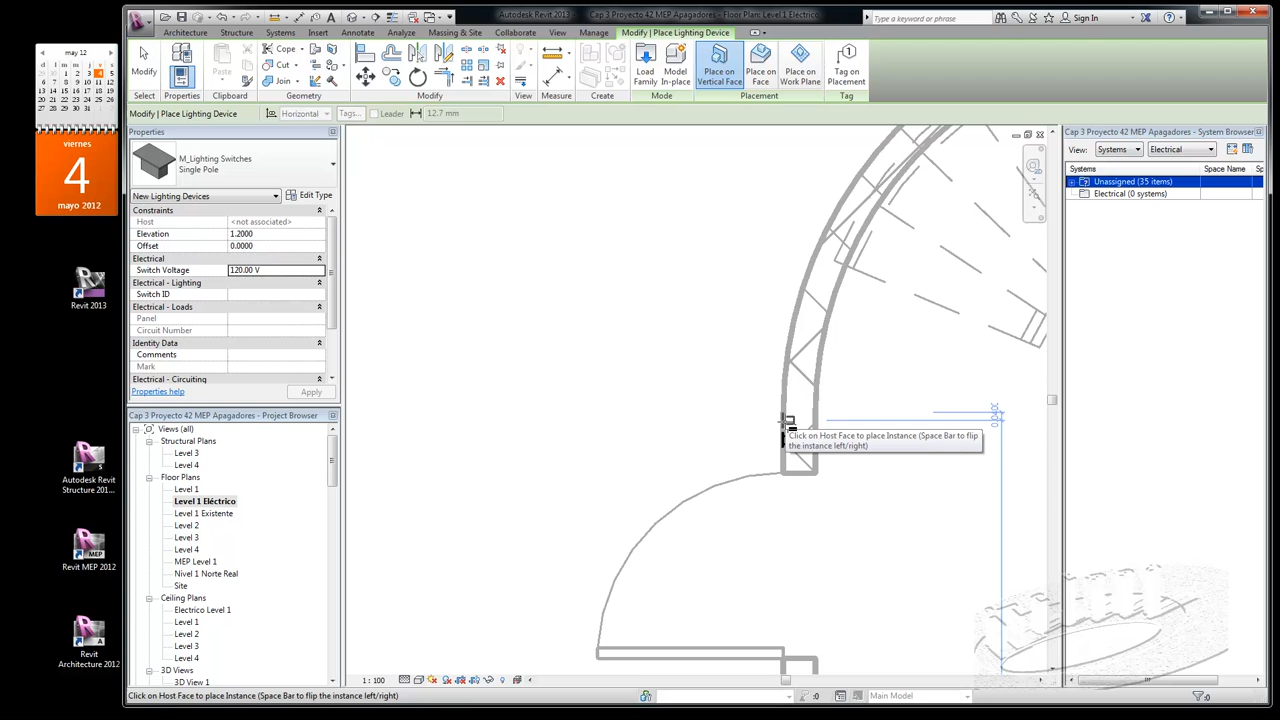 may 12
viernes
4
mayo 2012
Revit 2013
Autodesk
Revit
Structure 201...
Revit MEP 2012
Revit
Architecture 2012
Autodesk Revit 2013 - Cap 3 Proyecto 42 MEP Apagadores - Floor Plan: Level 1 Eléctrico
Type a keyword or phrase
Sign In
Architecture Structure Systems Insert Annotate Analyze Massing & Site Collaborate View Manage Modify | Place Lighting Device
Modify
Properties
Paste
Cope
Cut
Join
Load Family
Model In-place
Place on Vertical Face
Place on Face
Place on Work Plane
Tag on Placement
Select Properties Clipboard Geometry Modify View Measure Create Mode Placement Tag
Modify | Place Lighting Device Horizontal Tags... Leader 12.7 mm
Properties
M_Lighting Switches
Single Pole
New Lighting Devices Edit Type
Constraints
Host <not associated>
Elevation 1.2000
Offset 0.0000
Electrical
Switch Voltage 120.00 V
Electrical - Lighting
Switch ID
Electrical - Loads
Panel
Circuit Number
Identity Data
Comments
Mark
Electrical - Circuiting
Properties help Apply
Cap 3 Proyecto 42 MEP Apagadores - Project Browser
Views (all)
Structural Plans
Level 3
Level 4
Floor Plans
Level 1
Level 1 Eléctrico
Level 1 Existente
Level 2
Level 3
Level 4
MEP Level 1
Nivel 1 Norte Real
Site
Ceiling Plans
Electrico Level 1
Level 1
Level 2
Level 3
Level 4
3D Views
3D View 1
Click on Host Face to place Instance (Space Bar to flip
the instance left/right)
1 : 100
Cap 3 Proyecto 42 MEP Apagadores - System Browser
View: Systems Electrical
Systems Space Name Sp
Unassigned (35 items)
Electrical (0 systems)
Click on Host Face to place Instance (Space Bar to flip the instance left/right)
:0 Main Model :0